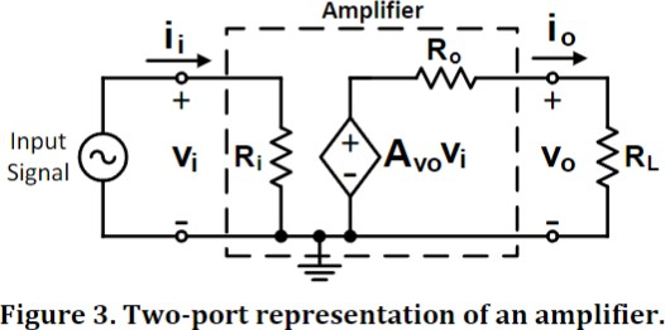 Amplifier
ii
io
Ro
+
+
Input
Signal
Vi
Ri
+
-
AvoVi
Vo
RL
-
-
Figure 3. Two-port representation of an amplifier.